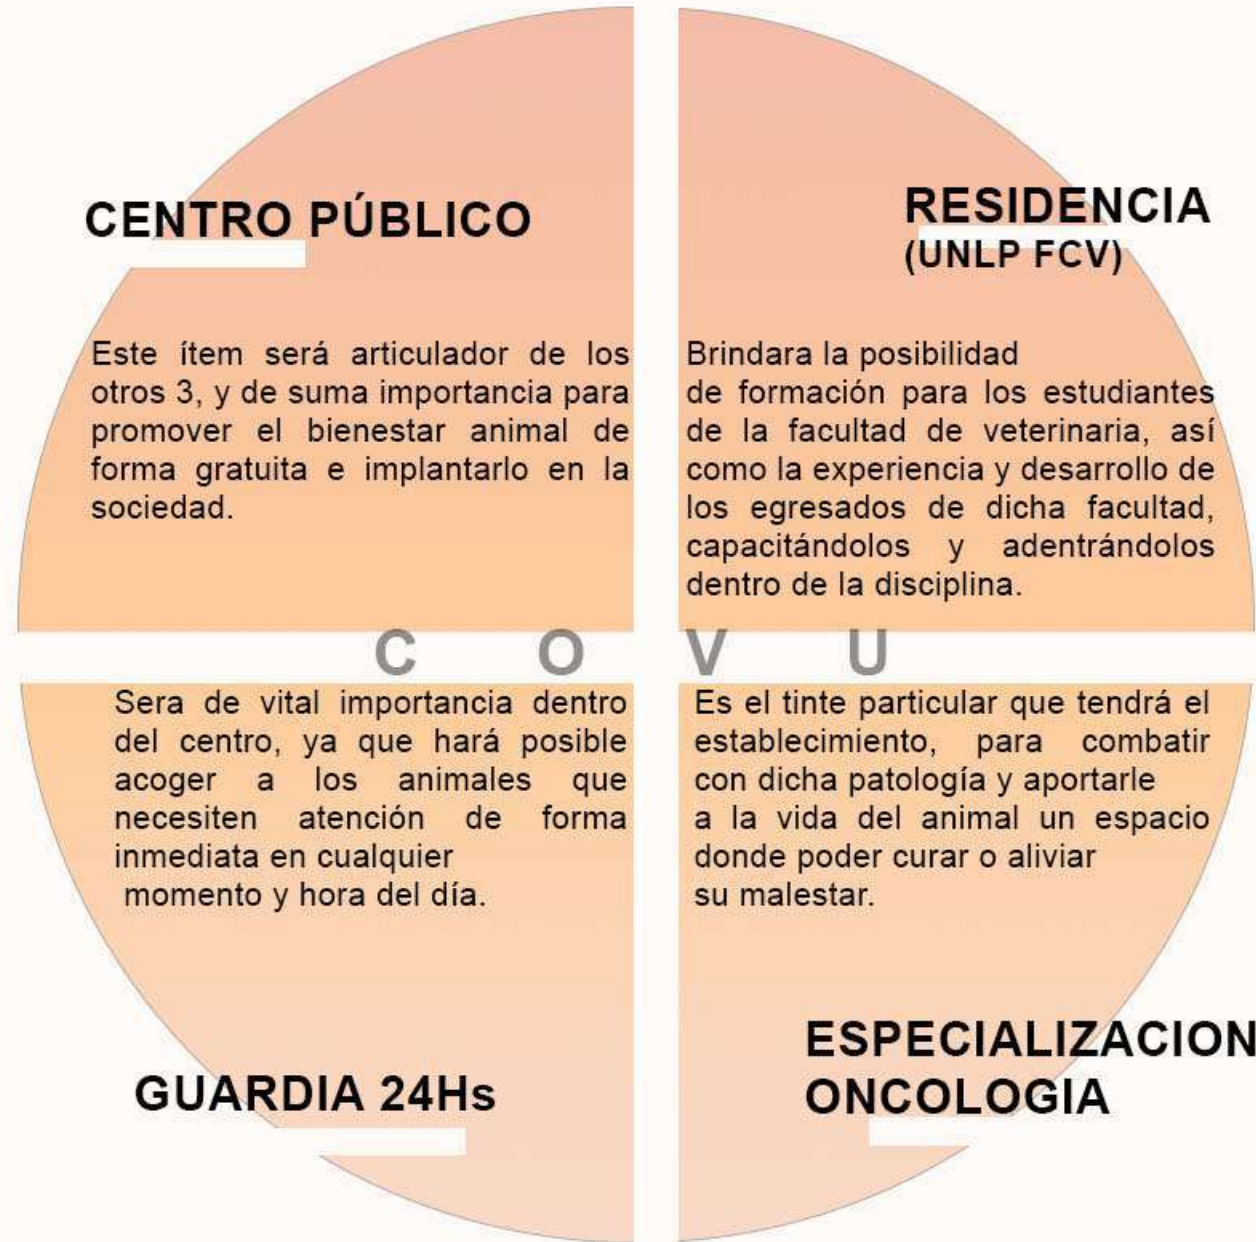 CENTRO PÚBLICO
Este ítem será articulador de los
otros 3, y de suma importancia para
promover el bienestar animal de
forma gratuita e implantarlo en la
sociedad.
RESIDENCIA
(UNLP FCV)
Brindara la posibilidad
de formación para los estudiantes
de la facultad de veterinaria, así
como la experiencia y desarrollo de
los egresados de dicha facultad,
capacitándolos y adentrándolos
dentro de la disciplina.
C O V U
Sera de vital importancia dentro
del centro, ya que hará posible
acoger a los animales que
necesiten atención de forma
inmediata en cualquier
momento y hora del día.
GUARDIA 24Hs
Es el tinte particular que tendrá el
establecimiento, para combatir
con dicha patología y aportarle
a la vida del animal un espacio
donde poder curar o aliviar
su malestar.
ESPECIALIZACION
ONCOLOGIA